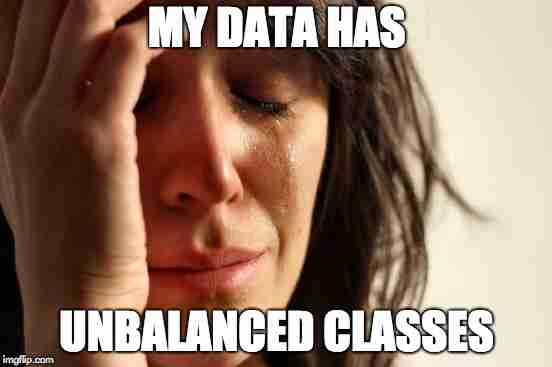 MY DATA HAS
UNBALANCED CLASSES
imgflip.com